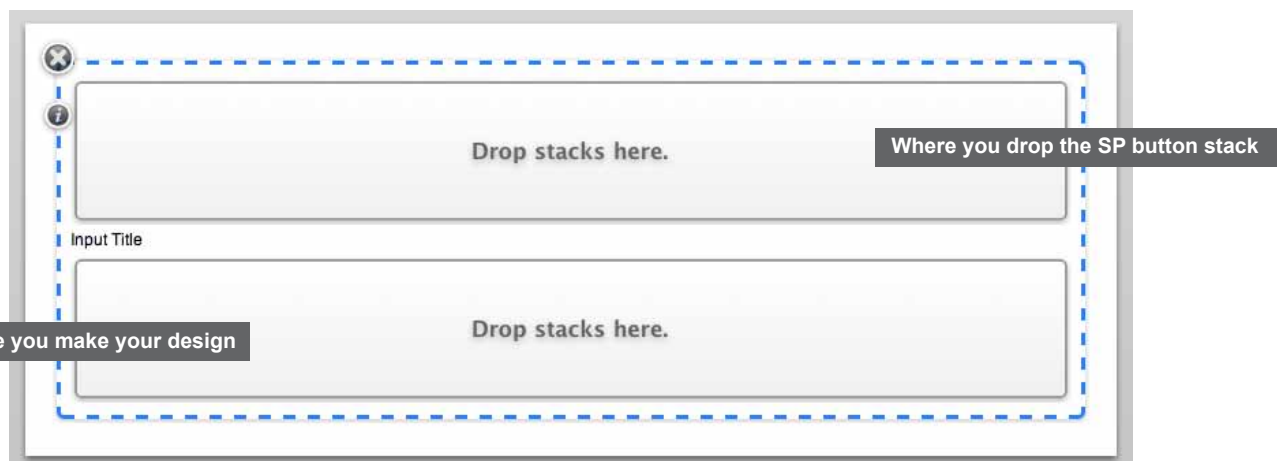 Drop stacks here.
Where you drop the SP button stack
Input Title
Drop stacks here.
you make your design